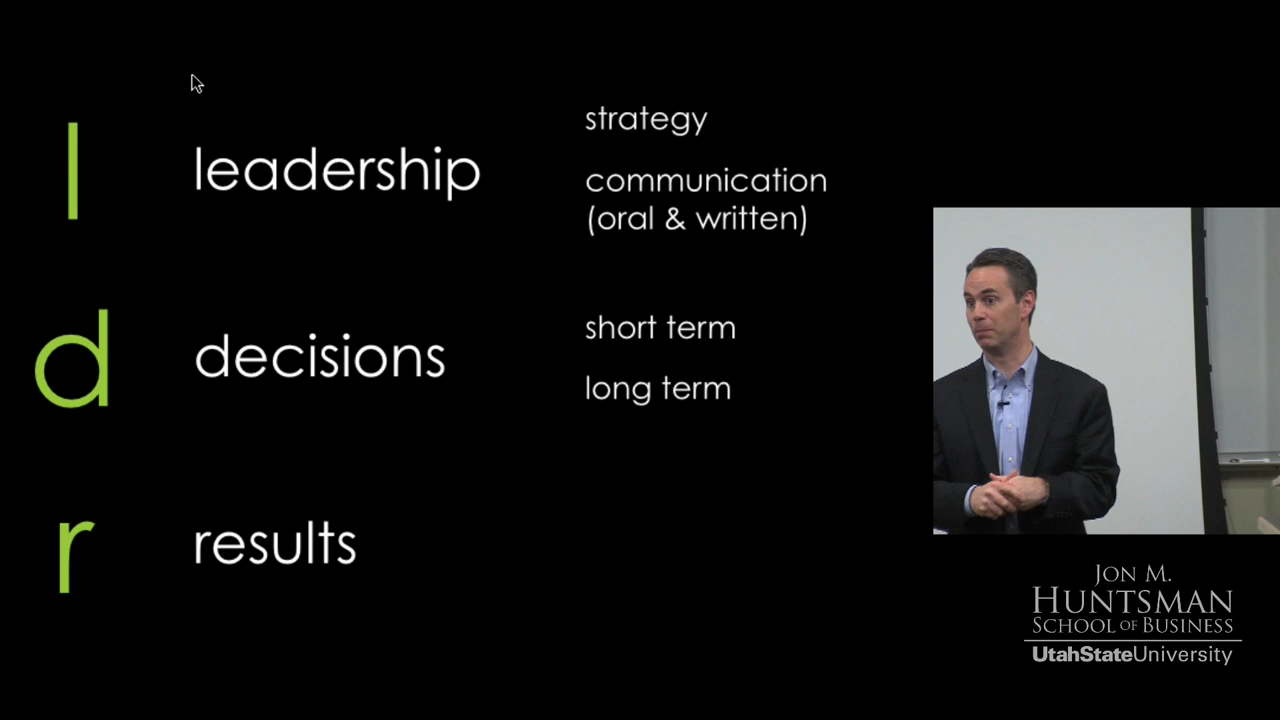 l
leadership
strategy
communication
(oral & written)
d
decisions
short term
long term
r
results
JON M.
HUNTSMAN
SCHOOL OF BUSINESS
UtahStateUniversity